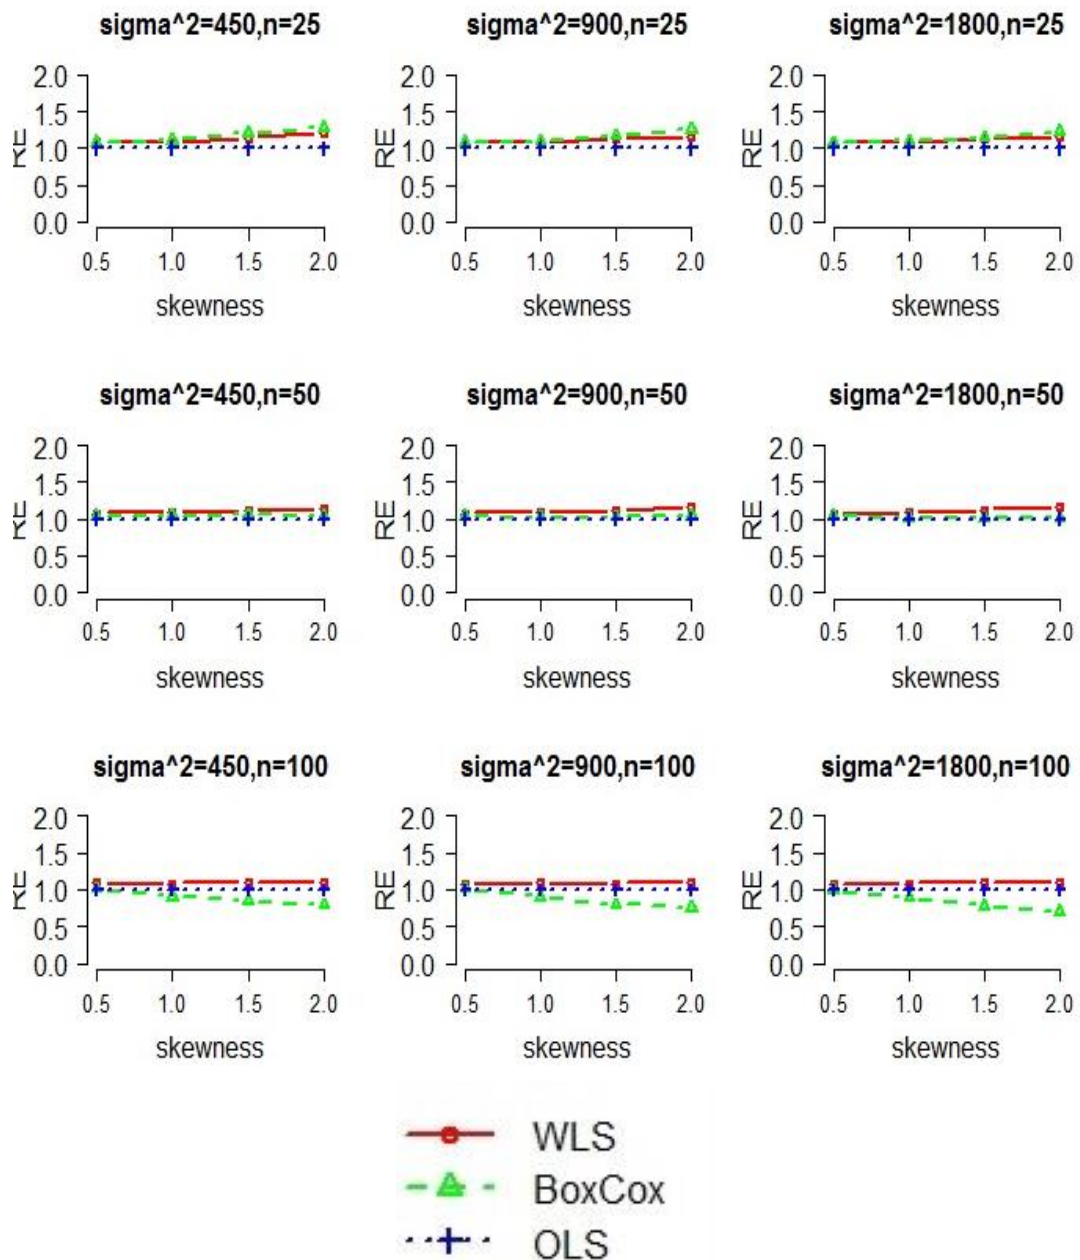 sigma^2=450,n=25
2.0
1.5
1.0
0.5
0.0
RE
0.5 1.0 1.5 2.0
skewness
sigma^2=900,n=25
2.0
1.5
1.0
0.5
0.0
RE
0.5 1.0 1.5 2.0
skewness
sigma^2=1800,n=25
2.0
1.5
1.0
0.5
0.0
RE
0.5 1.0 1.5 2.0
skewness
sigma^2=450,n=50
2.0
1.5
1.0
0.5
0.0
RE
0.5 1.0 1.5 2.0
skewness
sigma^2=900,n=50
2.0
1.5
1.0
0.5
0.0
RE
0.5 1.0 1.5 2.0
skewness
sigma^2=1800,n=50
2.0
1.5
1.0
0.5
0.0
RE
0.5 1.0 1.5 2.0
skewness
sigma^2=450,n=100
2.0
1.5
1.0
0.5
0.0
RE
0.5 1.0 1.5 2.0
skewness
sigma^2=900,n=100
2.0
1.5
1.0
0.5
0.0
RE
0.5 1.0 1.5 2.0
skewness
sigma^2=1800,n=100
2.0
1.5
1.0
0.5
0.0
RE
0.5 1.0 1.5 2.0
skewness
WLS
BoxCox
OLS